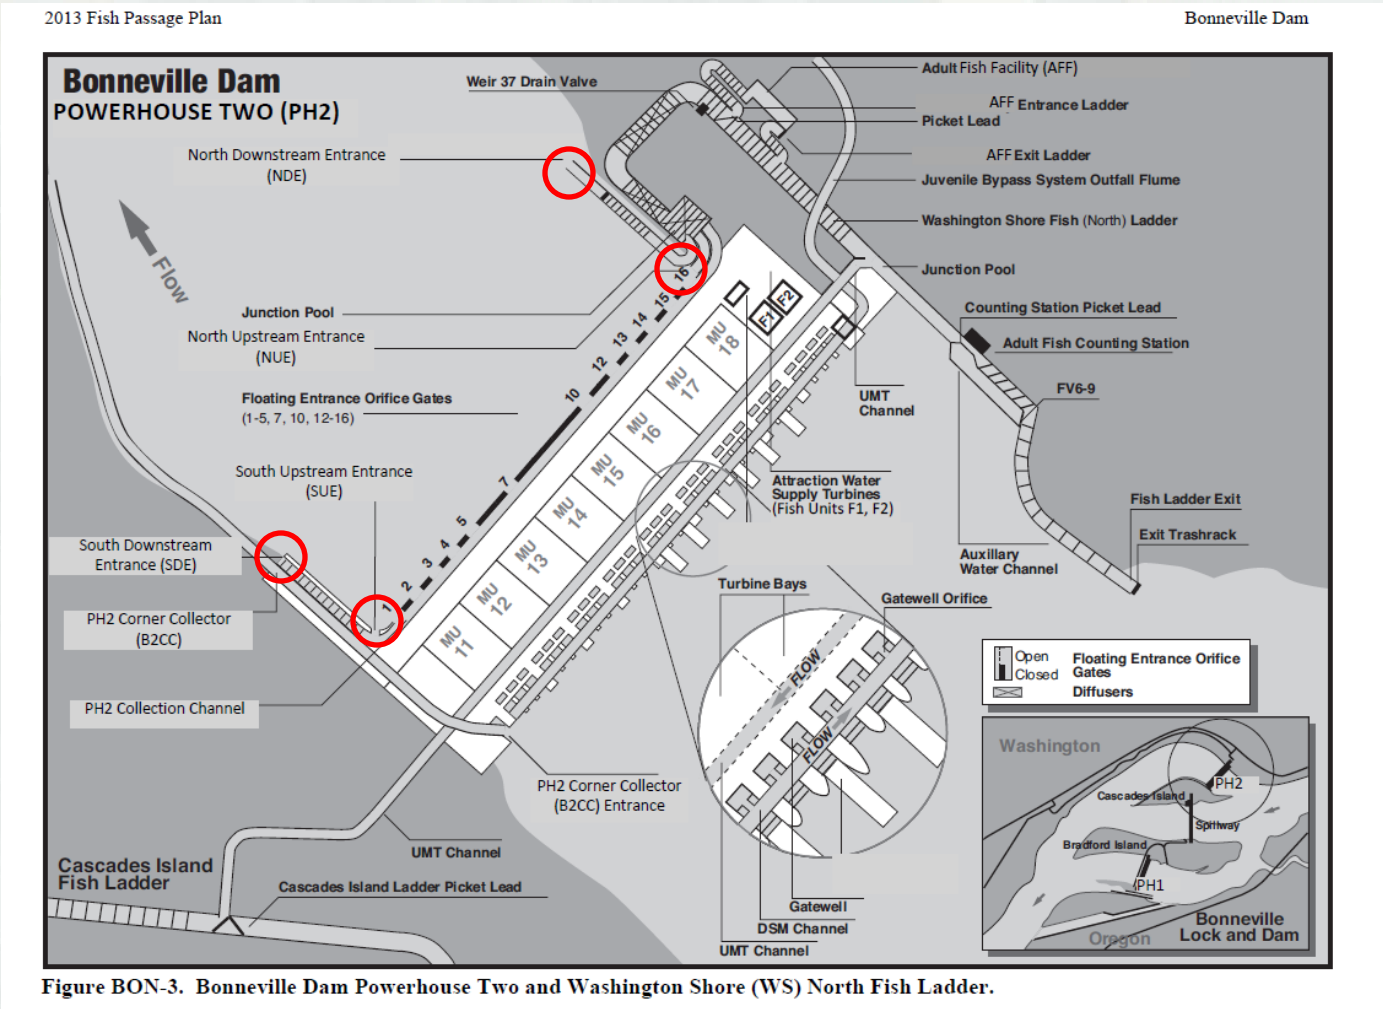 2013 Fish Passage Plan
Bonneville Dam
Bonneville Dam
POWERHOUSE TWO (PH2)
Weir 37 Drain Valve
Adult Fish Facility (AFF)
AFF Entrance Ladder
Picket Lead
AFF Exit Ladder
Juvenile Bypass System Outfall Flume
Washington Shore Fish (North) Ladder
Junction Pool
Counting Station Picket Lead
Adult Fish Counting Station
FV6-9
North Downstream Entrance
(NDE)
Flow
Junction Pool
North Upstream Entrance
(NUE)
Floating Entrance Orifice Gates
(1-5, 7, 10, 12-16)
South Upstream Entrance
(SUE)
South Downstream
Entrance (SDE)
PH2 Corner Collector
(B2CC)
PH2 Collection Channel
16
15
14
13
12
10
7
5
4
3
2
1
F2
F1
MU
18
MU
17
MU
16
MU
15
MU
14
MU
13
MU
12
MU
11
UMT
Channel
Attraction Water
Supply Turbines
(Fish Units F1, F2)
Auxillary
Water Channel
Fish Ladder Exit
Exit Trashrack
Turbine Bays
Gatewell Orifice
FLOW
FLOW
Gatewell
DSM Channel
UMT Channel
PH2 Corner Collector
(B2CC) Entrance
UMT Channel
Cascades Island
Fish Ladder
Cascades Island Ladder Picket Lead
Open
Closed
Floating Entrance Orifice
Gates
Diffusers
Washington
PH2
Cascades Island
Spillway
Bradford Island
PH1
Bonneville
Lock and Dam
Oregon
Figure BON-3. Bonneville Dam Powerhouse Two and Washington Shore (WS) North Fish Ladder.